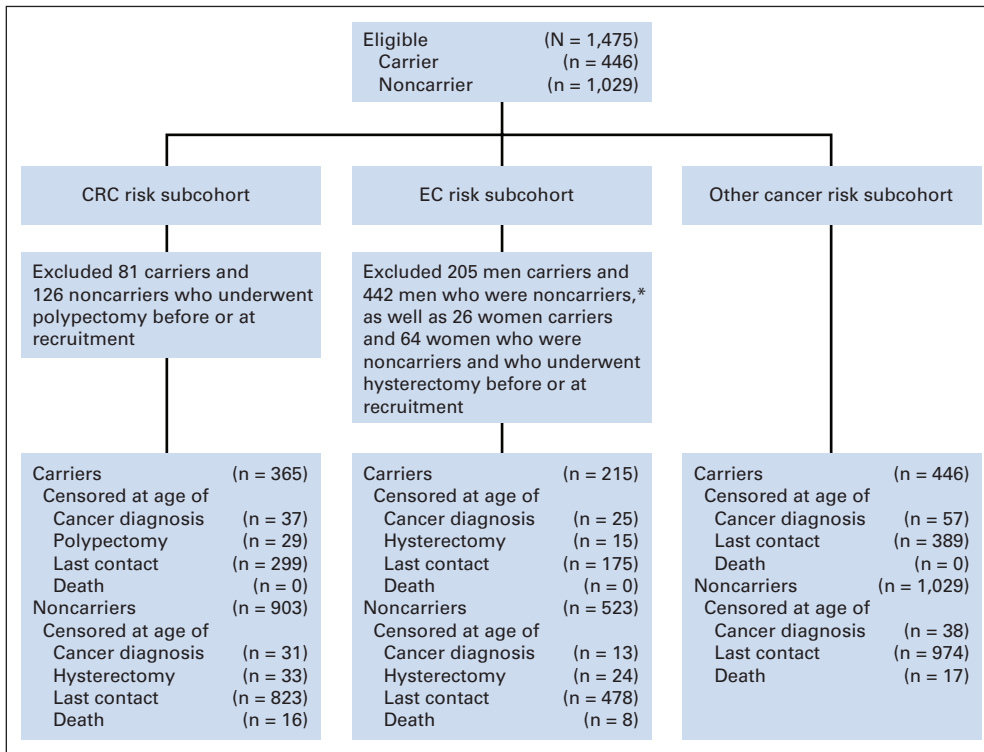 Eligible (N = 1,475)
Carrier (n = 446)
Noncarrier (n = 1,029)
CRC risk subcohort
EC risk subcohort
Other cancer risk subcohort
Excluded 81 carriers and
126 noncarriers who underwent
polypectomy before or at
recruitment
Excluded 205 men carriers and
442 men who were noncarriers,*
as well as 26 women carriers
and 64 women who were
noncarriers and who underwent
hysterectomy before or at
recruitment
Carriers (n = 365)
Censored at age of
Cancer diagnosis (n = 37)
Polypectomy (n = 29)
Last contact (n = 299)
Death (n = 0)
Noncarriers (n = 903)
Censored at age of
Cancer diagnosis (n = 31)
Hysterectomy (n = 33)
Last contact (n = 823)
Death (n = 16)
Carriers (n = 215)
Censored at age of
Cancer diagnosis (n = 25)
Hysterectomy (n = 15)
Last contact (n = 175)
Death (n = 0)
Noncarriers (n = 523)
Censored at age of
Cancer diagnosis (n = 13)
Hysterectomy (n = 24)
Last contact (n = 478)
Death (n = 8)
Carriers (n = 446)
Censored at age of
Cancer diagnosis (n = 57)
Last contact (n = 389)
Death (n = 0)
Noncarriers (n = 1,029)
Censored at age of
Cancer diagnosis (n = 38)
Last contact (n = 974)
Death (n = 17)